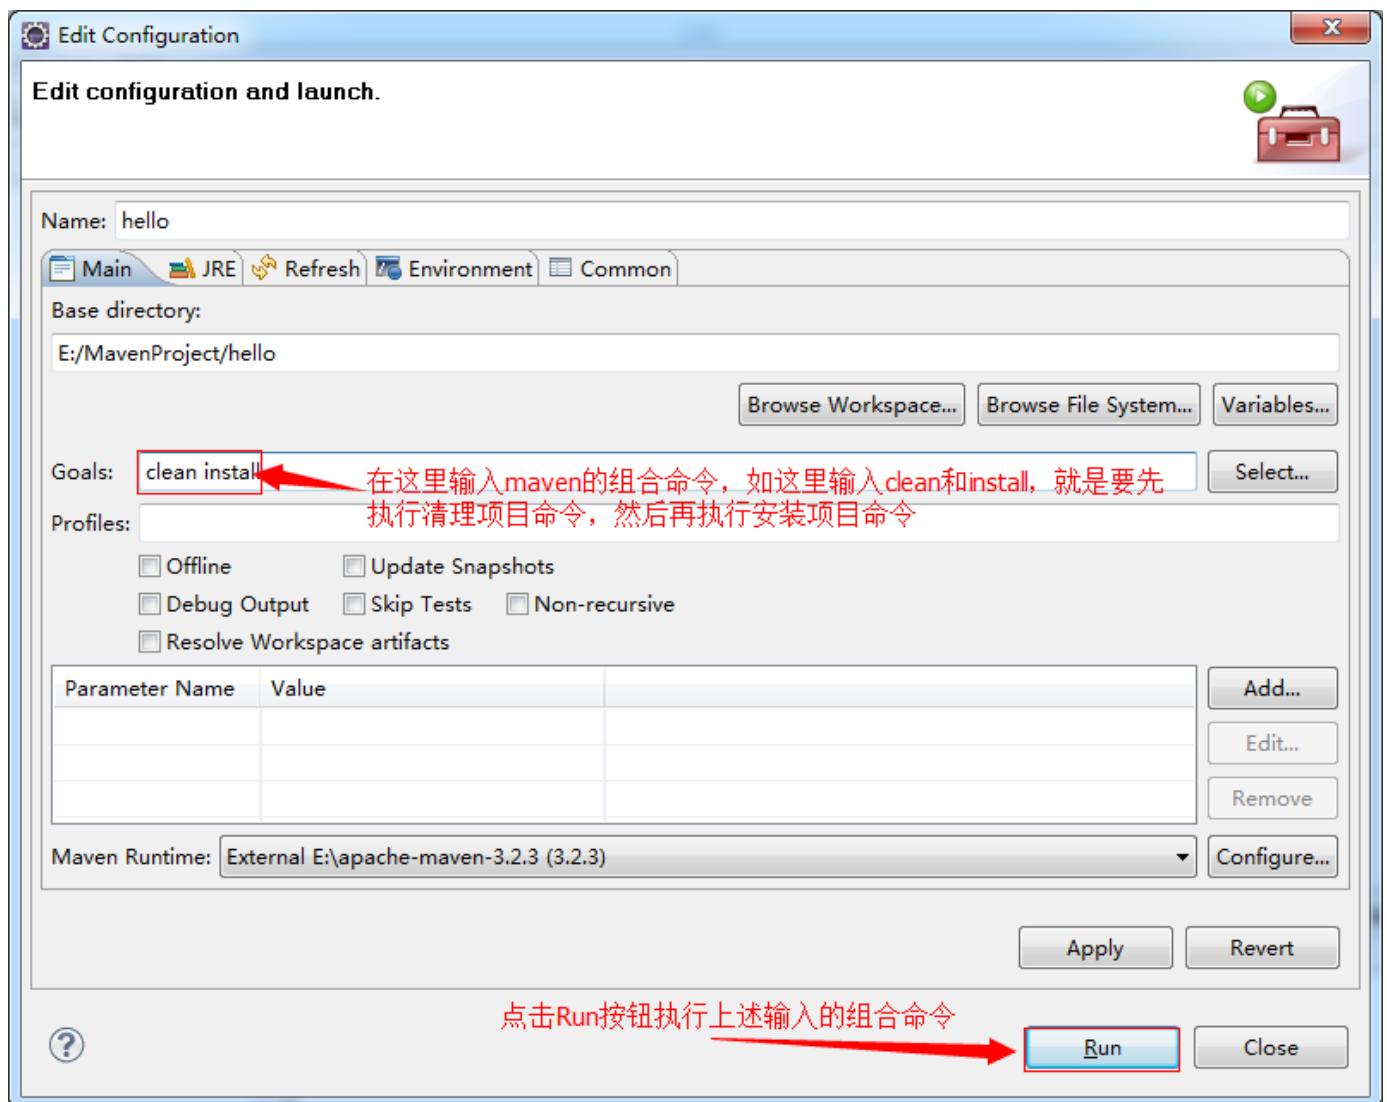 Edit Configuration
Edit configuration and launch.
Name: hello
Main JRE Refresh Environment Common
Base directory:
E:/MavenProject/hello
Browse Workspace... Browse File System... Variables...
Goals: clean install Select...
在这里输入maven的组合命令，如这里输入clean和install，就是要先
执行清理项目命令，然后再执行安装项目命令
Profiles:
Offline Update Snapshots
Debug Output Skip Tests Non-recursive
Resolve Workspace artifacts
Parameter Name Value
Add...
Edit...
Remove
Maven Runtime: External E:\apache-maven-3.2.3 (3.2.3) Configure...
Apply Revert
点击Run按钮执行上述输入的组合命令
Run Close